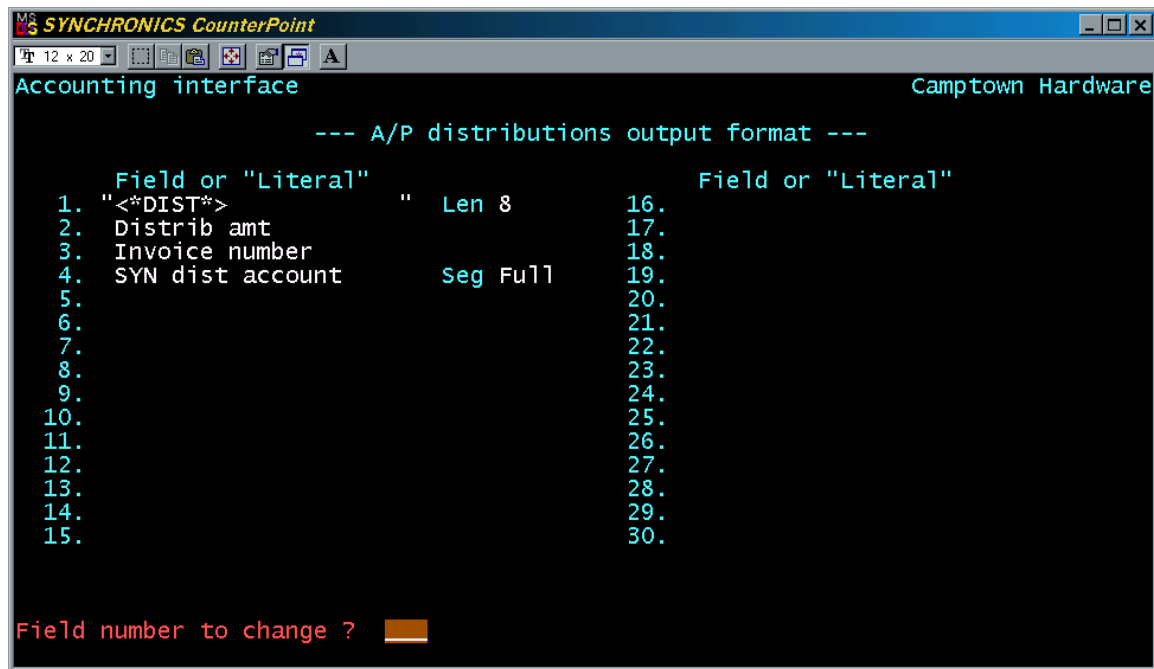 SYNCHRONICS CounterPoint
12 x 20 A
Accounting interface Camptown Hardware
--- A/P distributions output format ---
Field or "Literal" Field or "Literal"
1. "<*DIST*> " Len 8 16.
2. Distrib amt 17.
3. Invoice number 18.
4. SYN dist account Seg Full 19.
5. 20.
6. 21.
7. 22.
8. 23.
9. 24.
10. 25.
11. 26.
12. 27.
13. 28.
14. 29.
15. 30.
Field number to change ?